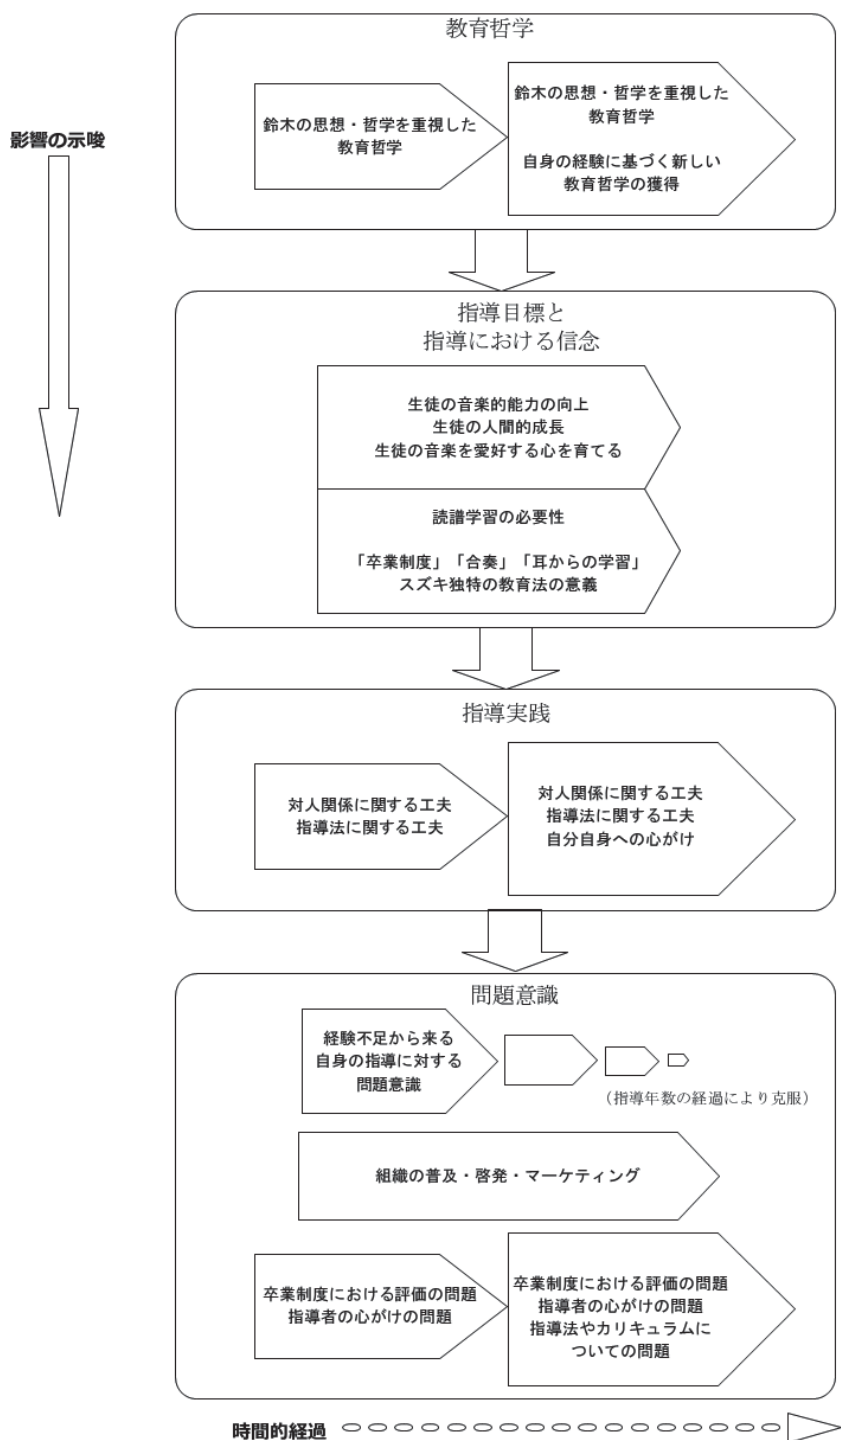 教育哲学
影響の示唆
鈴木の思想・哲学を重視した
教育哲学
鈴木の思想・哲学を重視した
教育哲学
自身の経験に基づく新しい
教育哲学の獲得
指導目標と
指導における信念
生徒の音楽的能力の向上
生徒の人間的成長
生徒の音楽を愛好する心を育てる
読譜学習の必要性
「卒業制度」「合奏」「耳からの学習」
スズキ独特の教育法の意義
指導実践
対人関係に関する工夫
指導法に関する工夫
対人関係に関する工夫
指導法に関する工夫
自分自身への心がけ
問題意識
経験不足から来る
自身の指導に対する
問題意識
（指導年数の経過により克服）
組織の普及・啓発・マーケティング
卒業制度における評価の問題
指導者の心がけの問題
卒業制度における評価の問題
指導者の心がけの問題
指導法やカリキュラムに
ついての問題
時間的経過